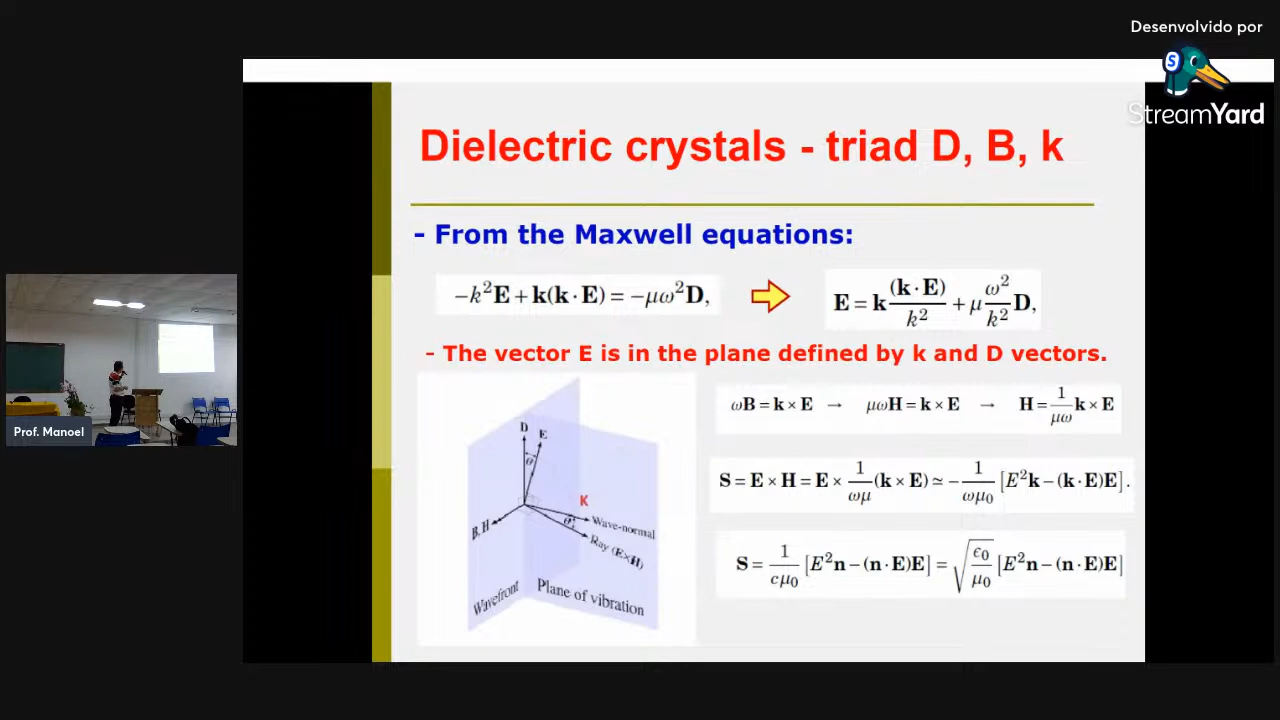 Desenvolvido por
StreamYard
Dielectric crystals - triad D, B, k
- From the Maxwell equations:
−k²E + k(k · E) = −μω²D,
E = k (k · E)/k² + μ ω²/k² D,
- The vector E is in the plane defined by k and D vectors.
ωB = k × E → μωH = k × E → H = 1/μω k × E
S = E × H = E × 1/ωμ (k × E) ≃ − 1/ωμ₀ [E²k − (k · E)E].
S = 1/cμ₀ [E²n − (n · E)E] = √(ϵ₀/μ₀) [E²n − (n · E)E]
D
E
θ
K
Wave-normal
θ
B, H
Ray (E×H)
Wavefront
Plane of vibration
Prof. Manoel